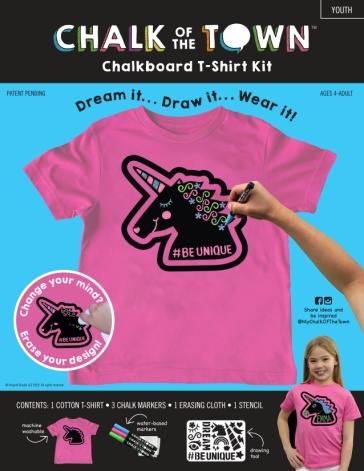 YOUTH
CHALK OF THE TOWN™
Chalkboard T-Shirt Kit
PATENT PENDING
AGES 4-ADULT
Dream it... Draw it... Wear it!
#BE UNIQUE
Change your mind?
#BE UNIQUE
Erase your design!
Share ideas and
be inspired
@MyChalkOfTheTown
CONTENTS: 1 COTTON T-SHIRT • 3 CHALK MARKERS • 1 ERASING CLOTH • 1 STENCIL
machine
washable
water-based
markers
DREAM
#BE UNIQUE
drawing
tool